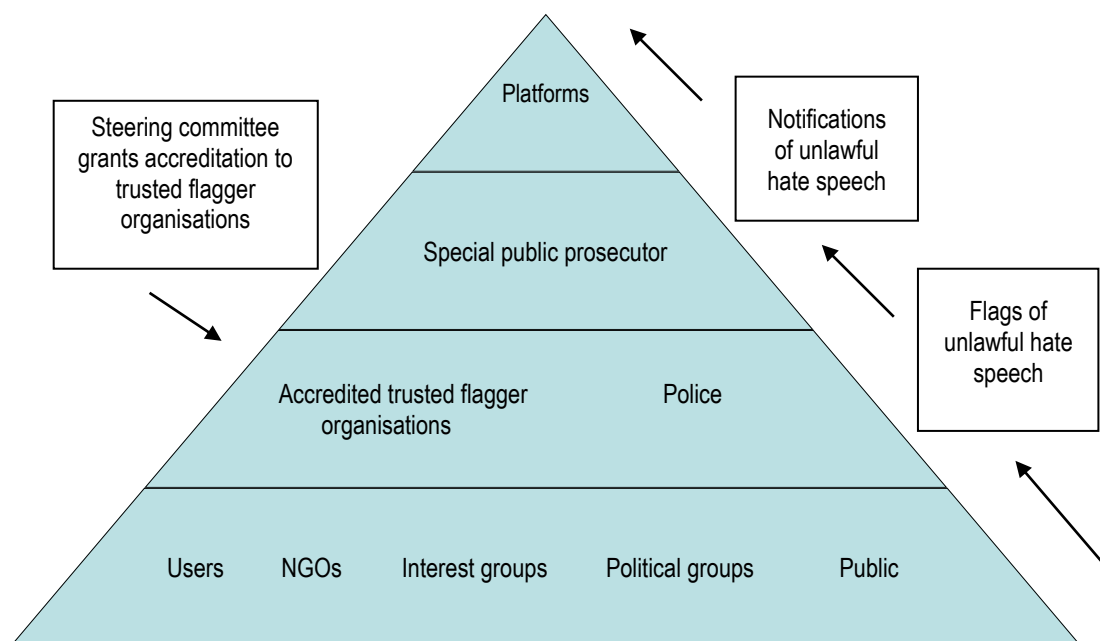 Platforms
Steering committee
grants accreditation to
trusted flagger
organisations
Notifications
of unlawful
hate speech
Special public prosecutor
Flags of
unlawful hate
speech
Accredited trusted flagger
organisations
Police
Users
NGOs
Interest groups
Political groups
Public